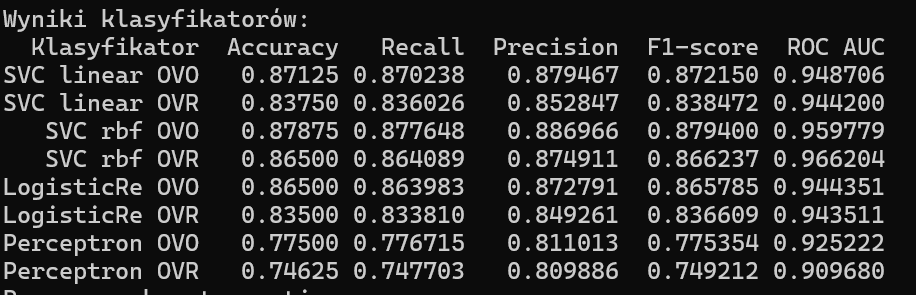 Wyniki klasyfikatorów:
Klasyfikator Accuracy Recall Precision F1-score ROC AUC
SVC linear OVO 0.87125 0.870238 0.879467 0.872150 0.948706
SVC linear OVR 0.83750 0.836026 0.852847 0.838472 0.944200
SVC rbf OVO 0.87875 0.877648 0.886966 0.879400 0.959779
SVC rbf OVR 0.86500 0.864089 0.874911 0.866237 0.966204
LogisticRe OVO 0.86500 0.863983 0.872791 0.865785 0.944351
LogisticRe OVR 0.83500 0.833810 0.849261 0.836609 0.943511
Perceptron OVO 0.77500 0.776715 0.811013 0.775354 0.925222
Perceptron OVR 0.74625 0.747703 0.809886 0.749212 0.909680